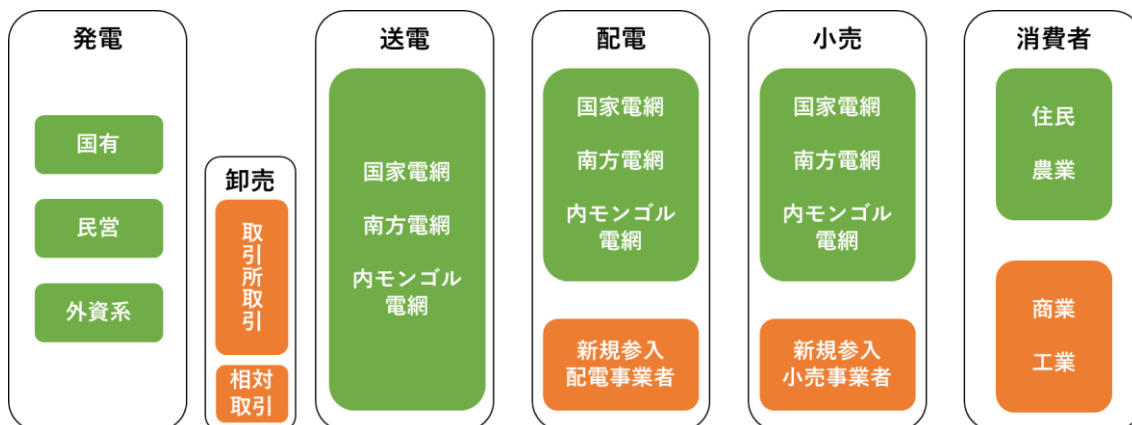 発電
国有
民営
外資系
卸売
取引所取引
相対
取引
送電
国家電網
南方電網
内モンゴル
電網
配電
国家電網
南方電網
内モンゴル
電網
新規参入
配電事業者
小売
国家電網
南方電網
内モンゴル
電網
新規参入
小売事業者
消費者
住民
農業
商業
工業